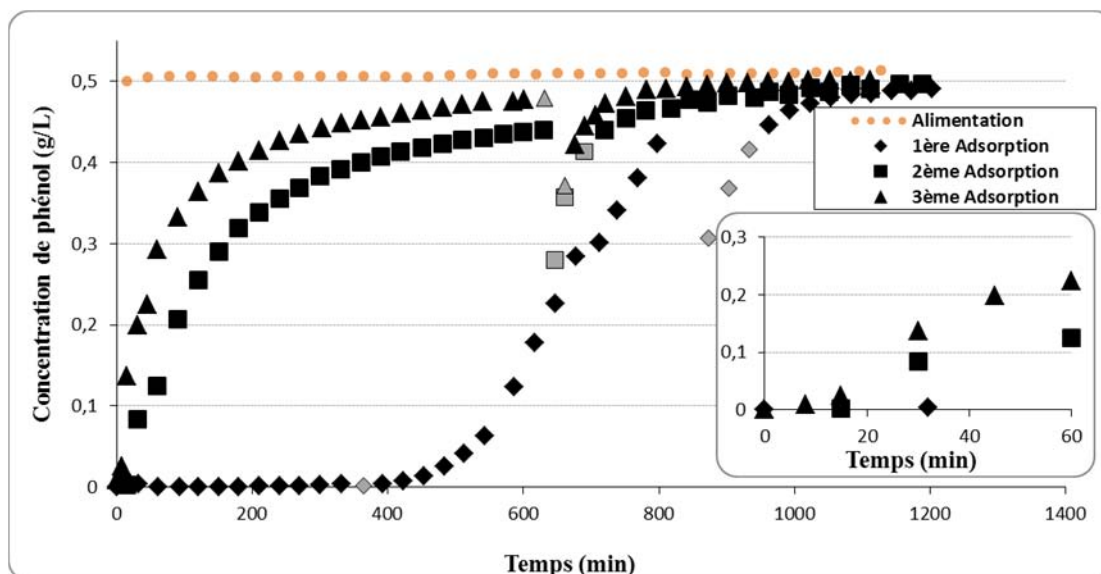 Concentration de phénol (g/L)
0,5
0,4
0,3
0,2
0,1
0
0 200 400 600 800 1000 1200 1400
Temps (min)
Alimentation
1ère Adsorption
2ème Adsorption
3ème Adsorption
0,3
0,2
0,1
0
0 20 40 60
Temps (min)